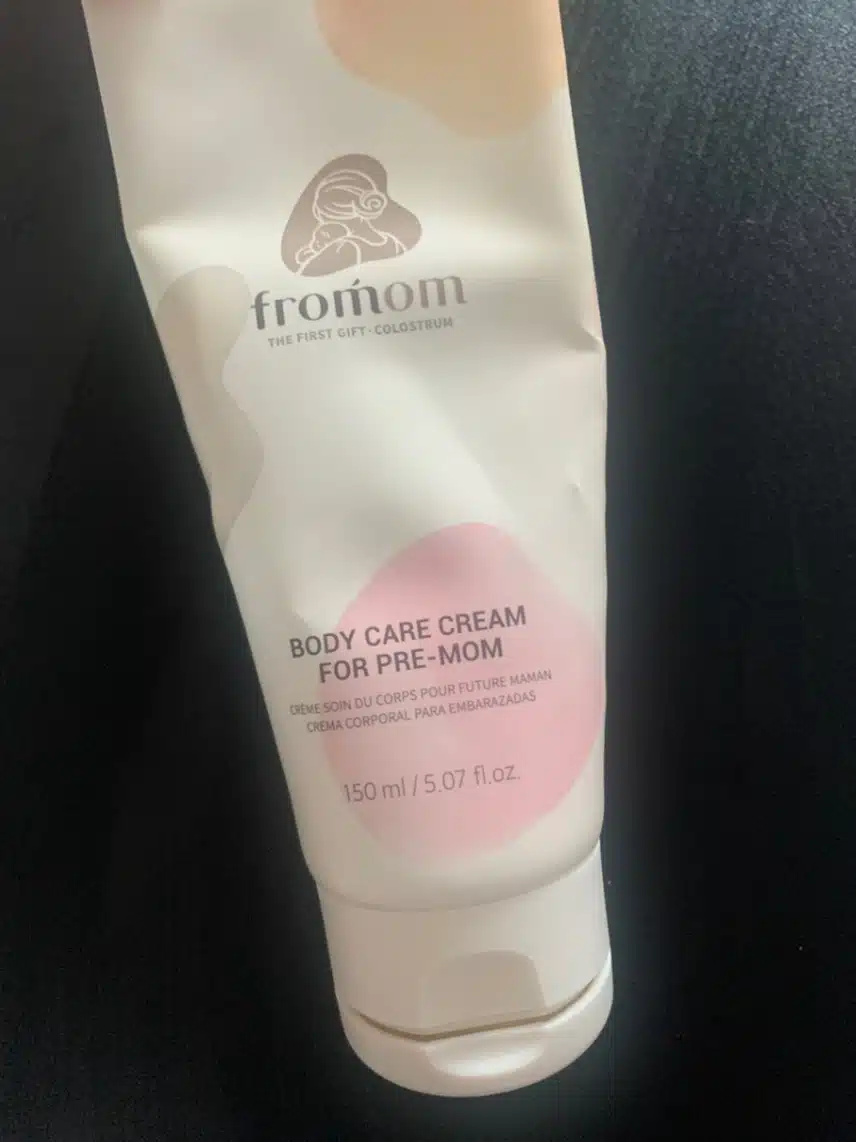 froḿom
THE FIRST GIFT·COLOSTRUM
BODY CARE CREAM
FOR PRE-MOM
CRÈME SOIN DU CORPS POUR FUTURE MAMAN
CREMA CORPORAL PARA EMBARAZADAS
150 ml / 5.07 fl.oz.